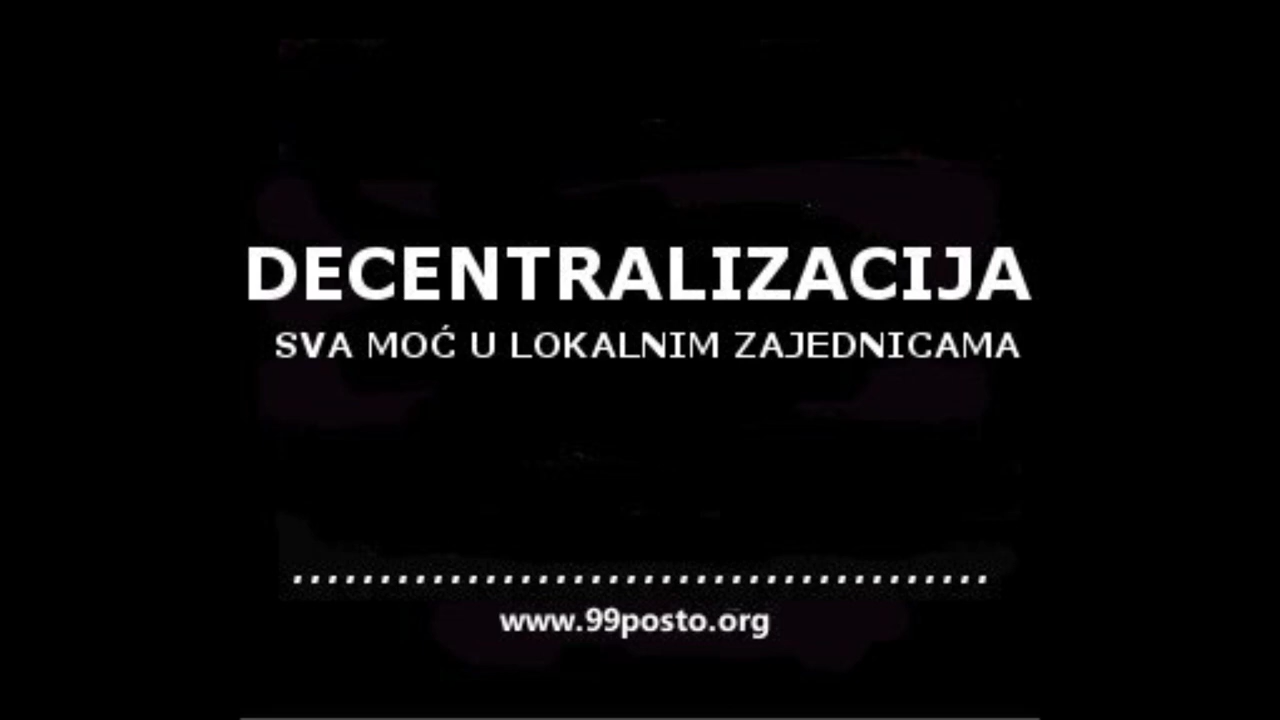 DECENTRALIZACIJA
SVA MOĆ U LOKALNIM ZAJEDNICAMA
www.99posto.org